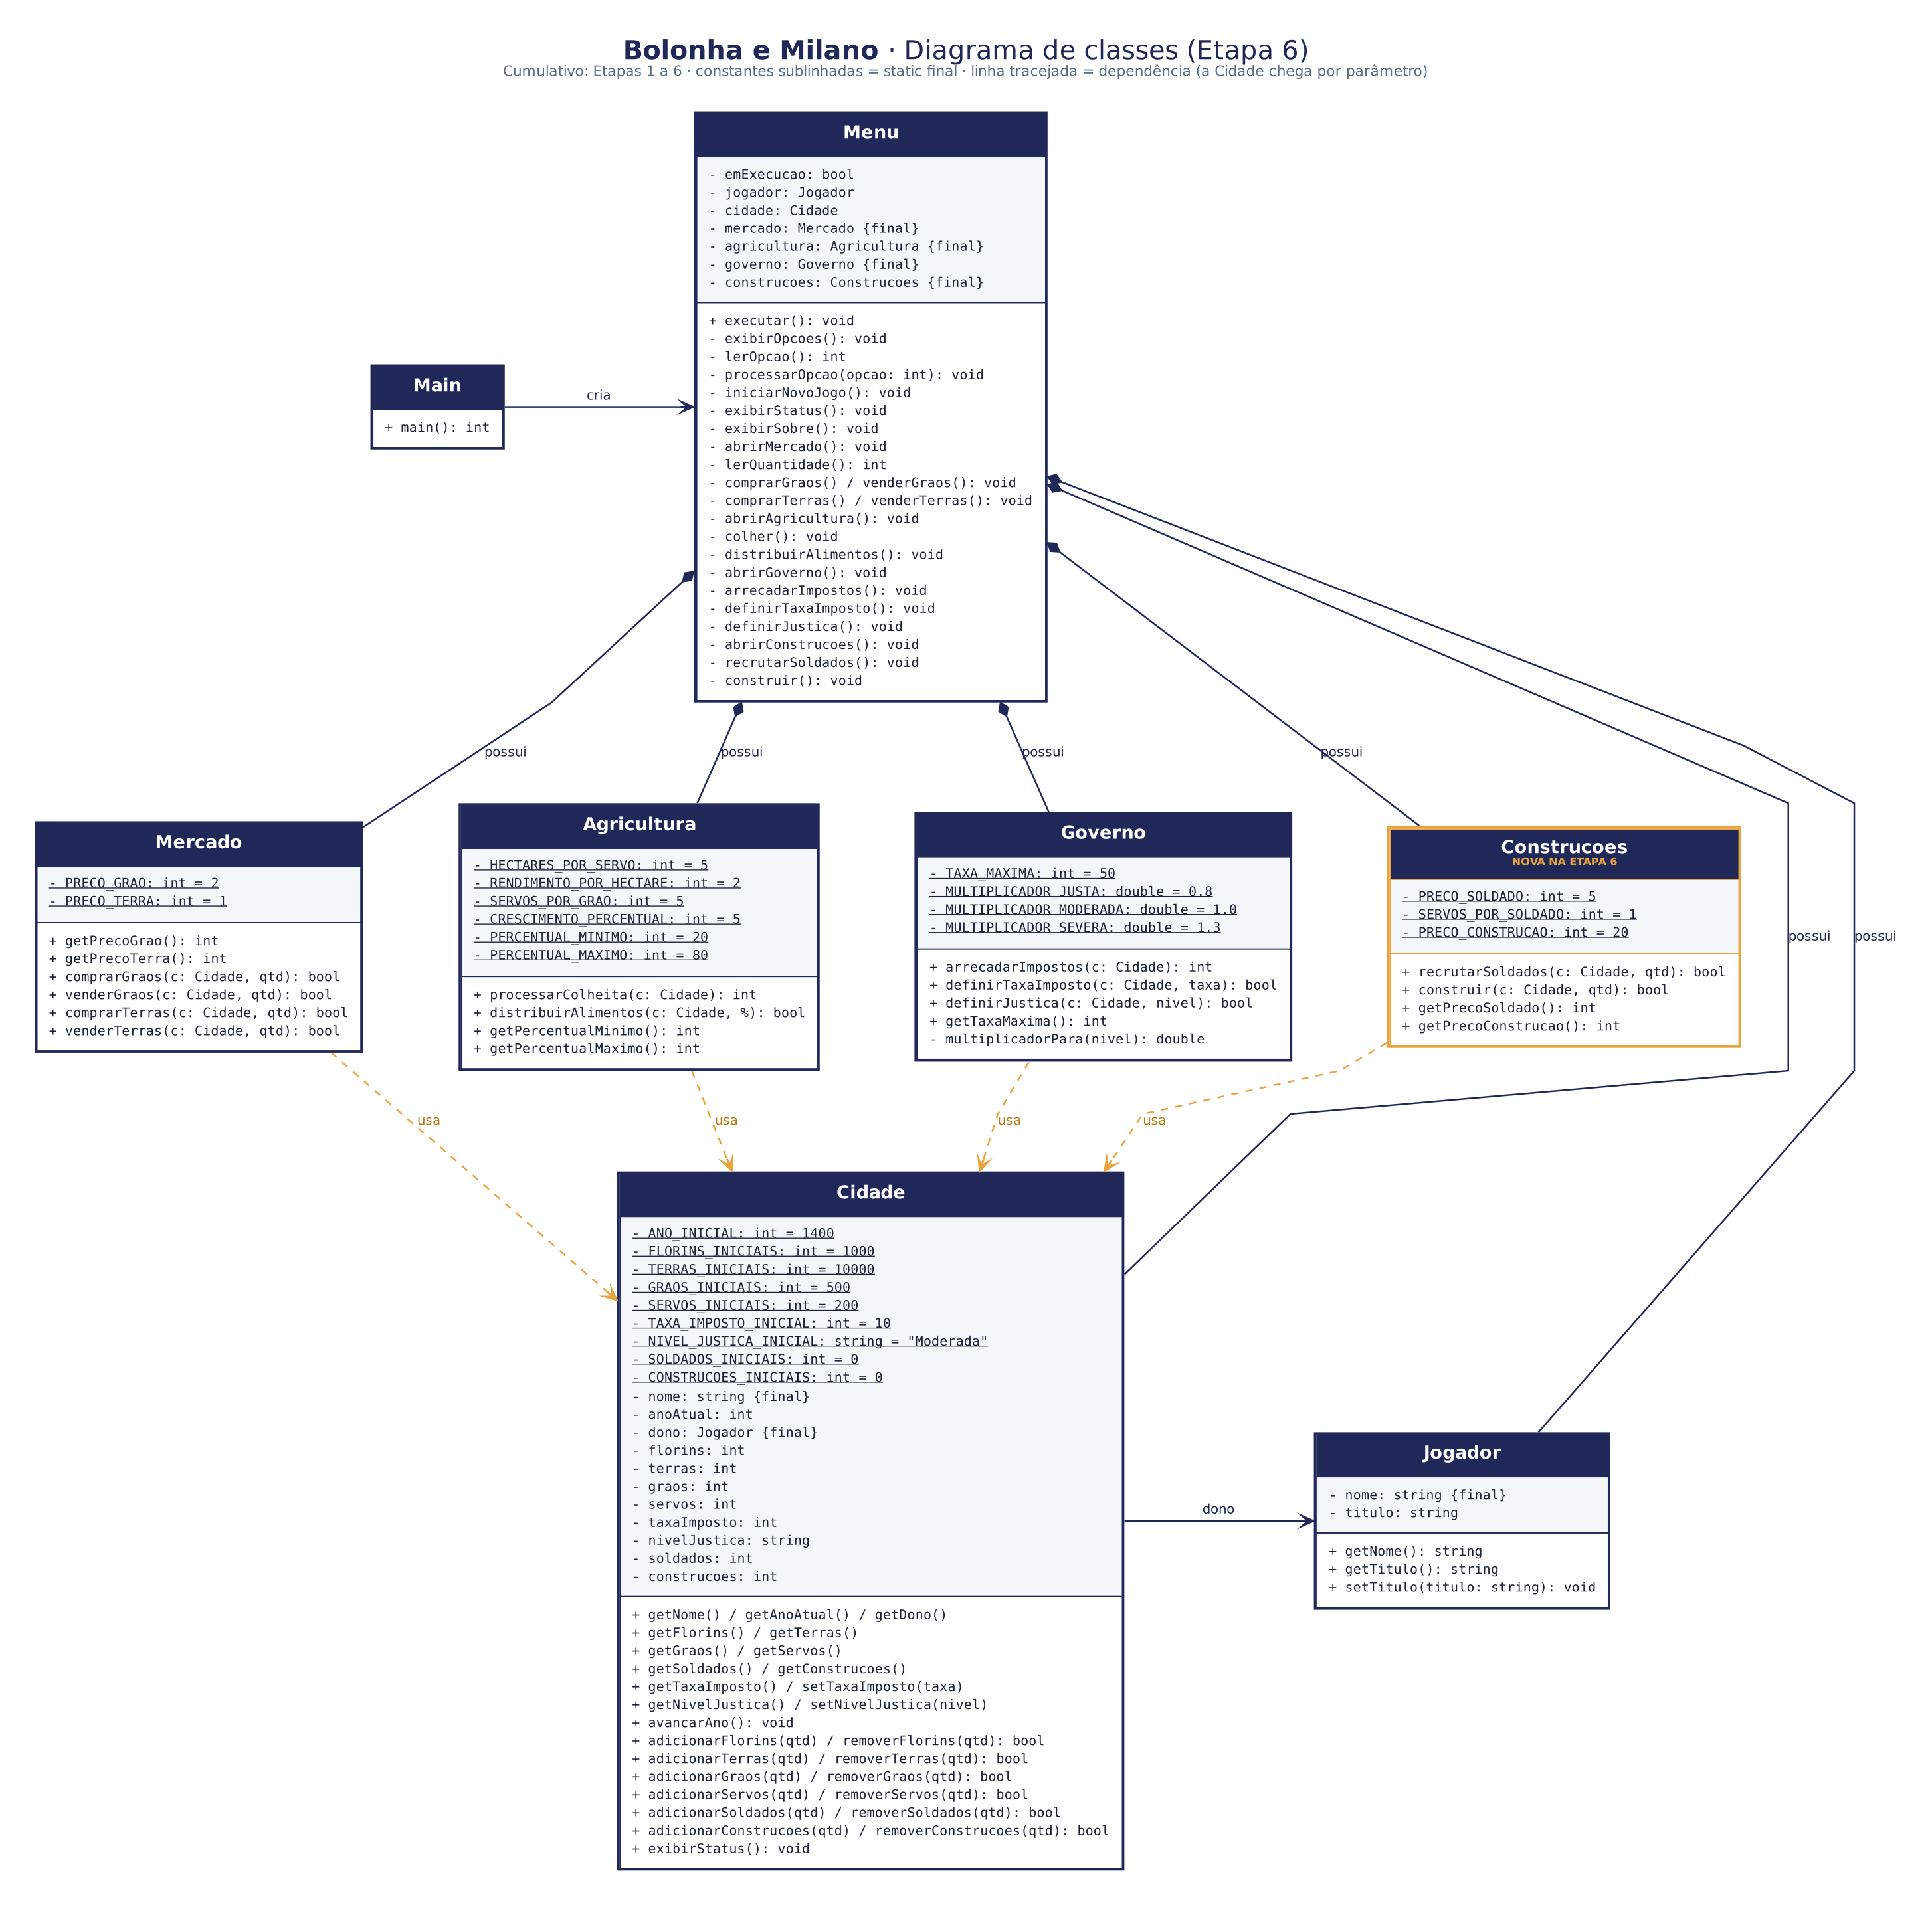 Bolonha e Milano · Diagrama de classes (Etapa 6)
Cumulativo: Etapas 1 a 6 · constantes sublinhadas = static final · linha tracejada = dependência (a Cidade chega por parâmetro)
Menu
- emExecucao: bool
- jogador: Jogador
- cidade: Cidade
- mercado: Mercado {final}
- agricultura: Agricultura {final}
- governo: Governo {final}
- construcoes: Construcoes {final}
+ executar(): void
- exibirOpcoes(): void
- lerOpcao(): int
- processarOpcao(opcao: int): void
- iniciarNovoJogo(): void
- exibirStatus(): void
- exibirSobre(): void
- abrirMercado(): void
- lerQuantidade(): int
- comprarGraos() / venderGraos(): void
- comprarTerras() / venderTerras(): void
- abrirAgricultura(): void
- colher(): void
- distribuirAlimentos(): void
- abrirGoverno(): void
- arrecadarImpostos(): void
- definirTaxaImposto(): void
- definirJustica(): void
- abrirConstrucoes(): void
- recrutarSoldados(): void
- construir(): void
Main
+ main(): int
cria
possui
possui
possui
possui
possui
possui
Mercado
- PRECO_GRAO: int = 2
- PRECO_TERRA: int = 1
+ getPrecoGrao(): int
+ getPrecoTerra(): int
+ comprarGraos(c: Cidade, qtd): bool
+ venderGraos(c: Cidade, qtd): bool
+ comprarTerras(c: Cidade, qtd): bool
+ venderTerras(c: Cidade, qtd): bool
Agricultura
- HECTARES_POR_SERVO: int = 5
- RENDIMENTO_POR_HECTARE: int = 2
- SERVOS_POR_GRAO: int = 5
- CRESCIMENTO_PERCENTUAL: int = 5
- PERCENTUAL_MINIMO: int = 20
- PERCENTUAL_MAXIMO: int = 80
+ processarColheita(c: Cidade): int
+ distribuirAlimentos(c: Cidade, %): bool
+ getPercentualMinimo(): int
+ getPercentualMaximo(): int
Governo
- TAXA_MAXIMA: int = 50
- MULTIPLICADOR_JUSTA: double = 0.8
- MULTIPLICADOR_MODERADA: double = 1.0
- MULTIPLICADOR_SEVERA: double = 1.3
+ arrecadarImpostos(c: Cidade): int
+ definirTaxaImposto(c: Cidade, taxa): bool
+ definirJustica(c: Cidade, nivel): bool
+ getTaxaMaxima(): int
- multiplicadorPara(nivel): double
Construcoes
NOVA NA ETAPA 6
- PRECO_SOLDADO: int = 5
- SERVOS_POR_SOLDADO: int = 1
- PRECO_CONSTRUCAO: int = 20
+ recrutarSoldados(c: Cidade, qtd): bool
+ construir(c: Cidade, qtd): bool
+ getPrecoSoldado(): int
+ getPrecoConstrucao(): int
usa
usa
usa
usa
Cidade
- ANO_INICIAL: int = 1400
- FLORINS_INICIAIS: int = 1000
- TERRAS_INICIAIS: int = 10000
- GRAOS_INICIAIS: int = 500
- SERVOS_INICIAIS: int = 200
- TAXA_IMPOSTO_INICIAL: int = 10
- NIVEL_JUSTICA_INICIAL: string = "Moderada"
- SOLDADOS_INICIAIS: int = 0
- CONSTRUCOES_INICIAIS: int = 0
- nome: string {final}
- anoAtual: int
- dono: Jogador {final}
- florins: int
- terras: int
- graos: int
- servos: int
- taxaImposto: int
- nivelJustica: string
- soldados: int
- construcoes: int
+ getNome() / getAnoAtual() / getDono()
+ getFlorins() / getTerras()
+ getGraos() / getServos()
+ getSoldados() / getConstrucoes()
+ getTaxaImposto() / setTaxaImposto(taxa)
+ getNivelJustica() / setNivelJustica(nivel)
+ avancarAno(): void
+ adicionarFlorins(qtd) / removerFlorins(qtd): bool
+ adicionarTerras(qtd) / removerTerras(qtd): bool
+ adicionarGraos(qtd) / removerGraos(qtd): bool
+ adicionarServos(qtd) / removerServos(qtd): bool
+ adicionarSoldados(qtd) / removerSoldados(qtd): bool
+ adicionarConstrucoes(qtd) / removerConstrucoes(qtd): bool
+ exibirStatus(): void
dono
Jogador
- nome: string {final}
- titulo: string
+ getNome(): string
+ getTitulo(): string
+ setTitulo(titulo: string): void